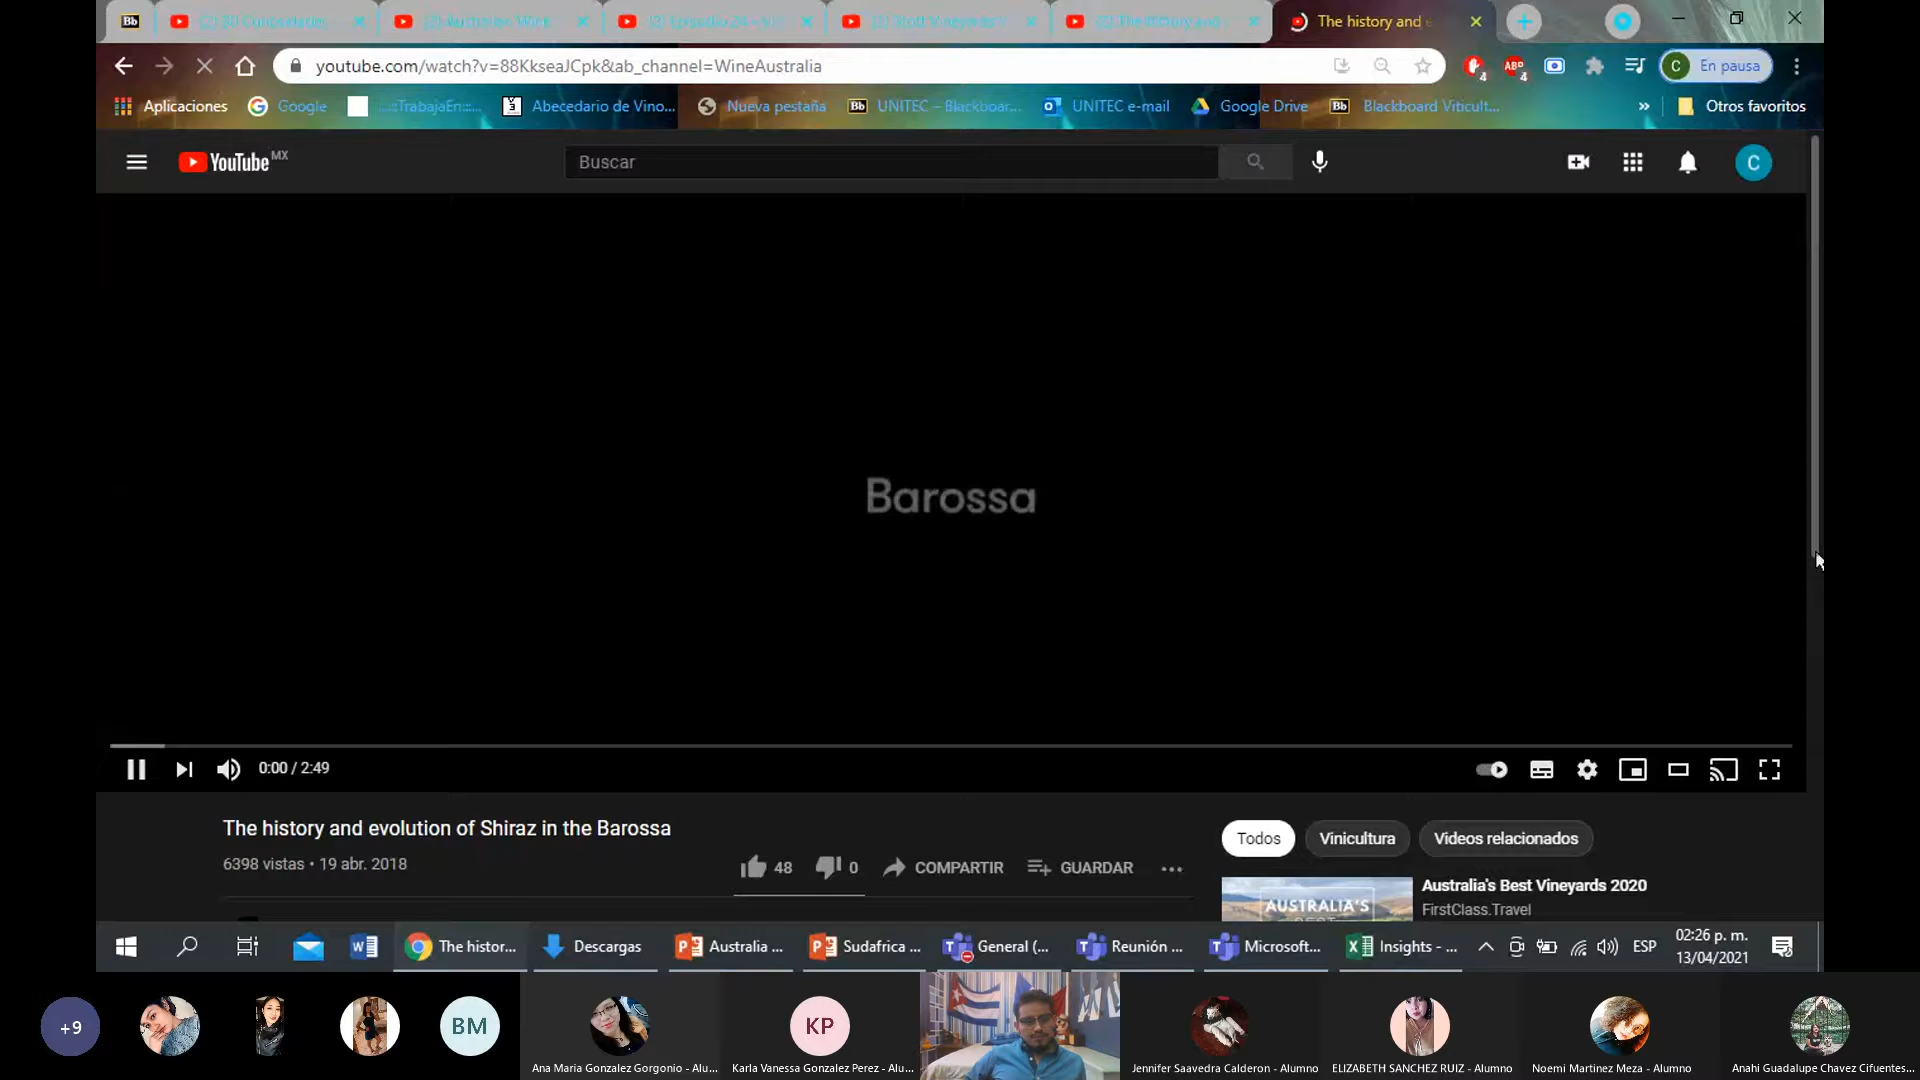 The history and
youtube.com/watch?v=88KkseaJCpk&ab_channel=WineAustralia
4
ABP
4
C
En pausa
Aplicaciones
Google
Abecedario de Vino...
Nueva pestaña
Bb
UNITEC – Blackboar...
UNITEC e-mail
Google Drive
Bb
Blackboard Viticult...
»
Otros favoritos
YouTube MX
Buscar
C
Barossa
0:00 / 2:49
The history and evolution of Shiraz in the Barossa
6398 vistas • 19 abr. 2018
48
0
COMPARTIR
GUARDAR
Todos
Vinicultura
Videos relacionados
AUSTRALIA'S
Australia's Best Vineyards 2020
FirstClass.Travel
The histor...
Descargas
Australia ...
Sudafrica ...
General (...
Reunión ...
Microsoft...
Insights - ...
ESP
02:26 p. m.
13/04/2021
+9
BM
KP
Ana Maria Gonzalez Gorgonio - Alu...
Karla Vanessa Gonzalez Perez - Alu...
Jennifer Saavedra Calderon - Alumno
ELIZABETH SANCHEZ RUIZ - Alumno
Noemi Martinez Meza - Alumno
Anahi Guadalupe Chavez Cifuentes...